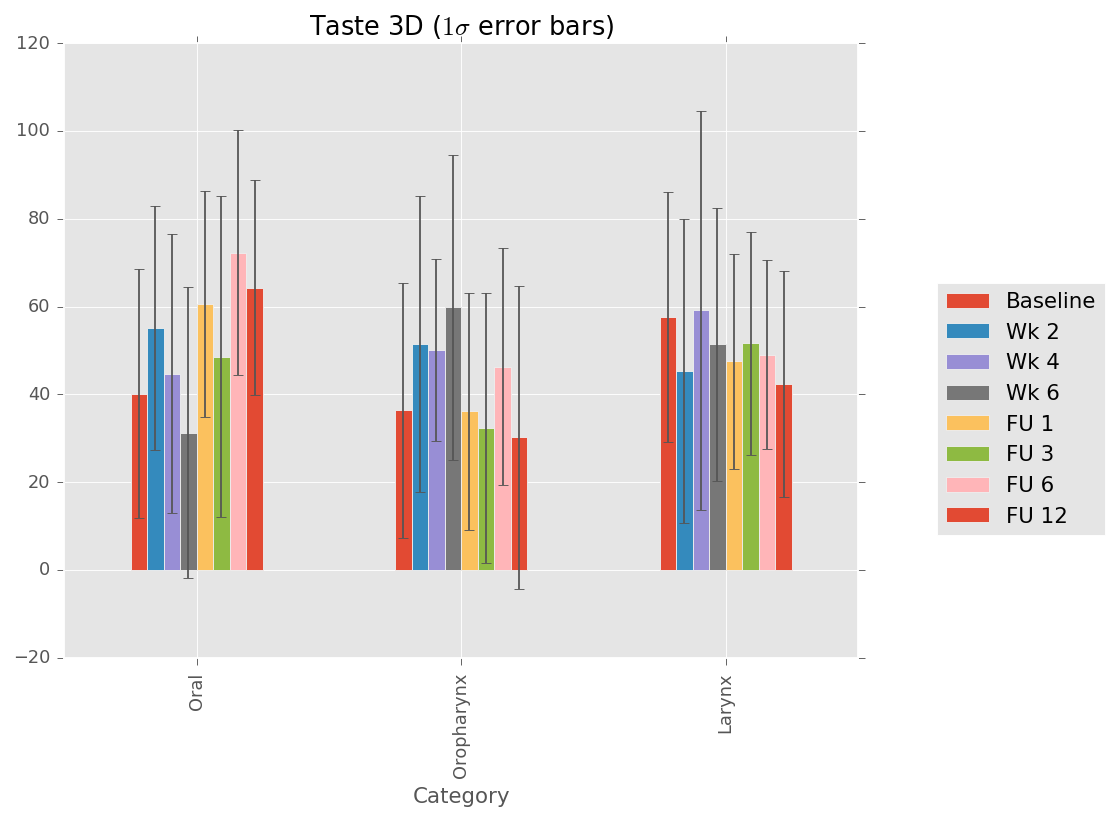 Taste 3D (1σ error bars)
120
100
80
60
40
20
0
−20
Oral
Oropharynx
Larynx
Category
Baseline
Wk 2
Wk 4
Wk 6
FU 1
FU 3
FU 6
FU 12